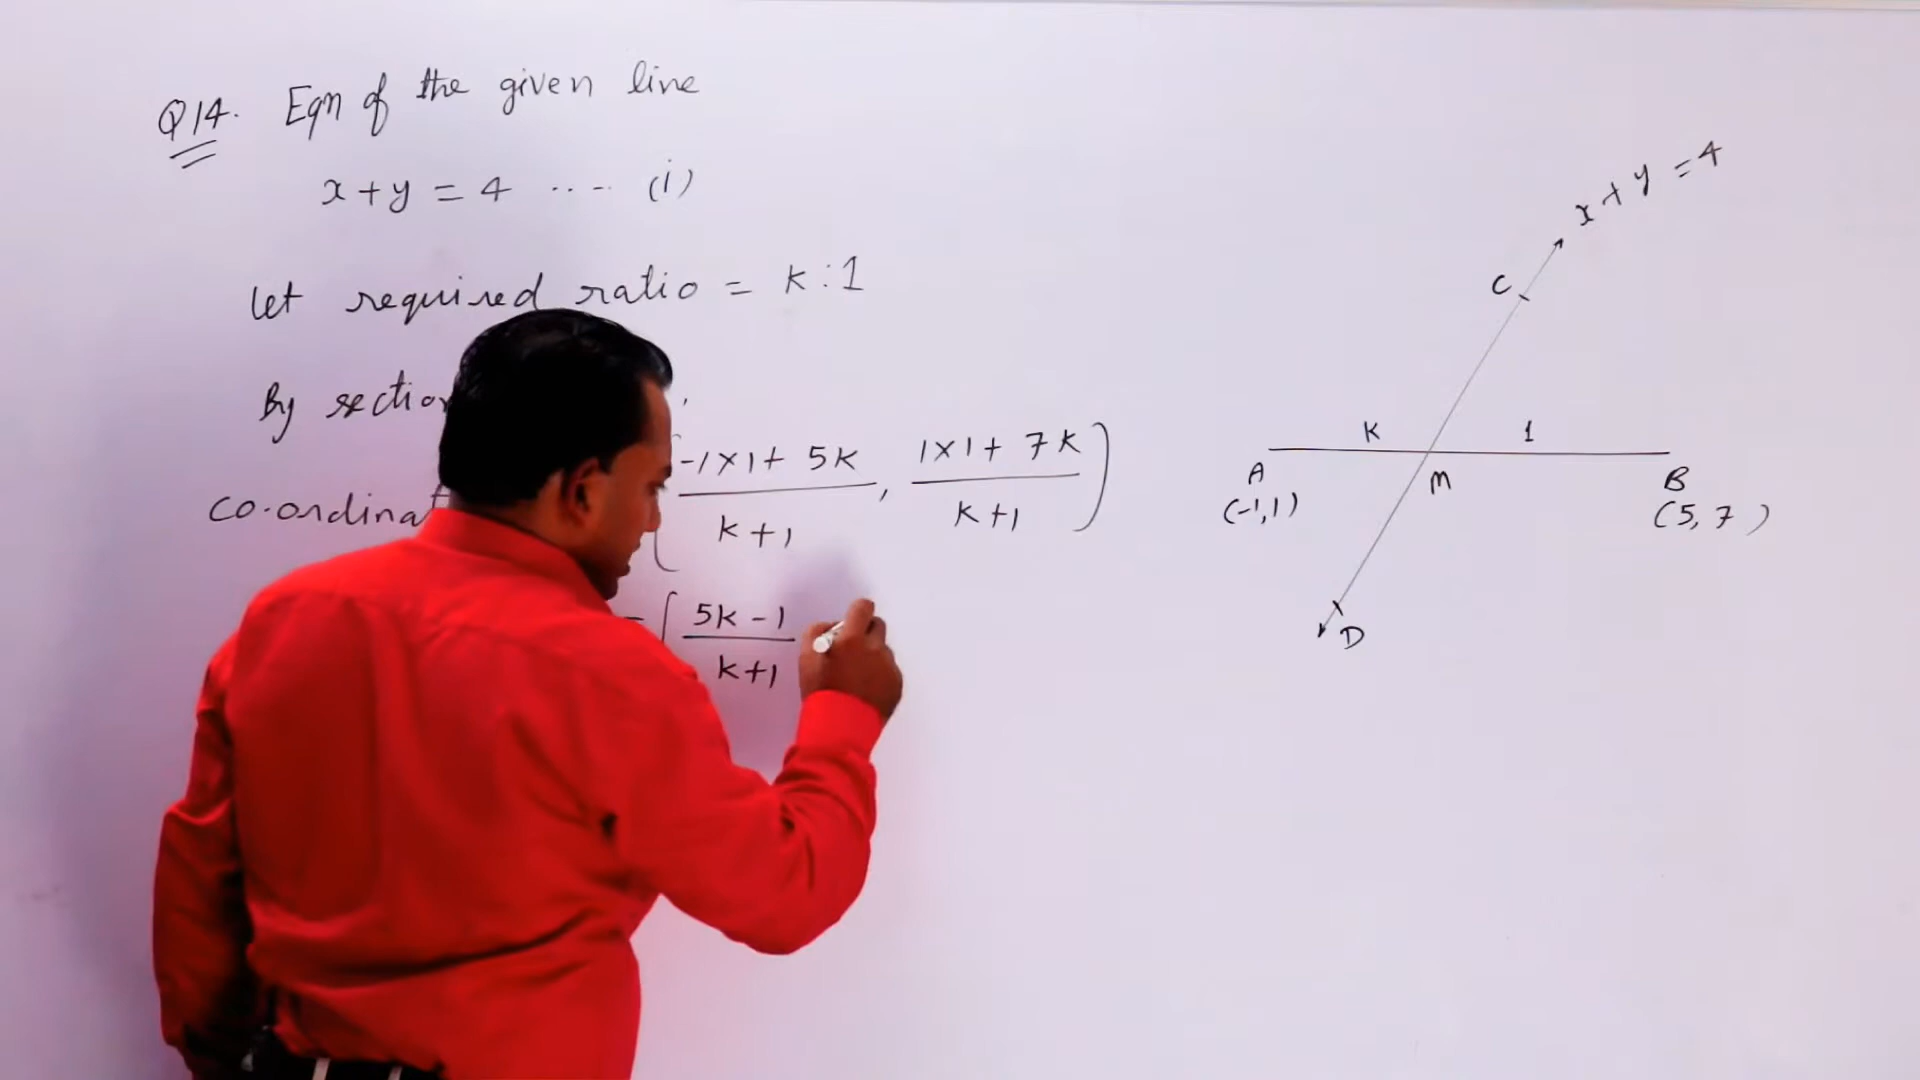 Q14. Eqn of the given line
x + y = 4 .... (i)
let required ratio = k : 1
By section
co-ordinat
( -1×1 + 5k / k+1 , 1×1 + 7k / k+1 )
= ( 5k - 1 / k+1
x + y = 4
C
k 1
A M B
(-1,1) (5, 7)
D